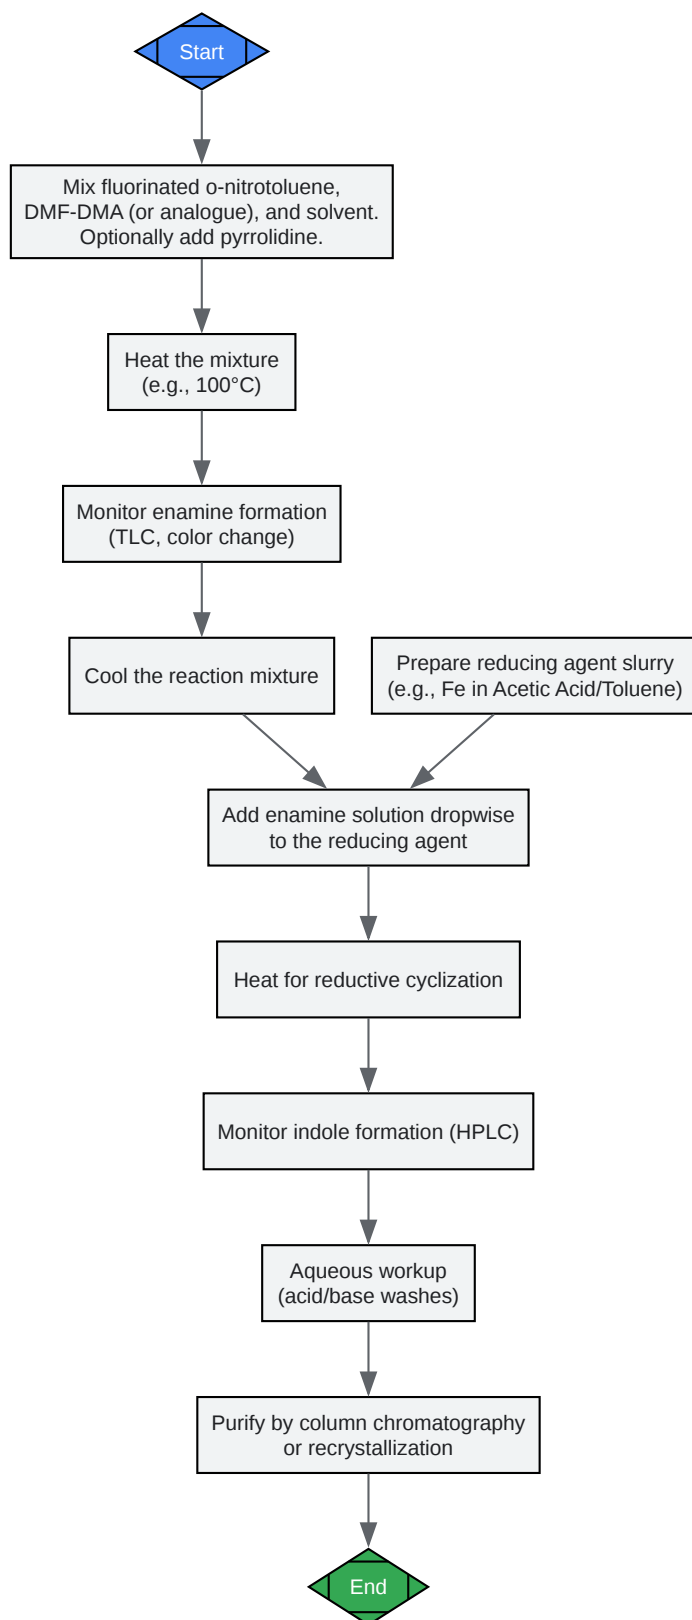 Start
Mix fluorinated o-nitrotoluene,
DMF-DMA (or analogue), and solvent.
Optionally add pyrrolidine.
Heat the mixture
(e.g., 100°C)
Monitor enamine formation
(TLC, color change)
Cool the reaction mixture
Prepare reducing agent slurry
(e.g., Fe in Acetic Acid/Toluene)
Add enamine solution dropwise
to the reducing agent
Heat for reductive cyclization
Monitor indole formation (HPLC)
Aqueous workup
(acid/base washes)
Purify by column chromatography
or recrystallization
End